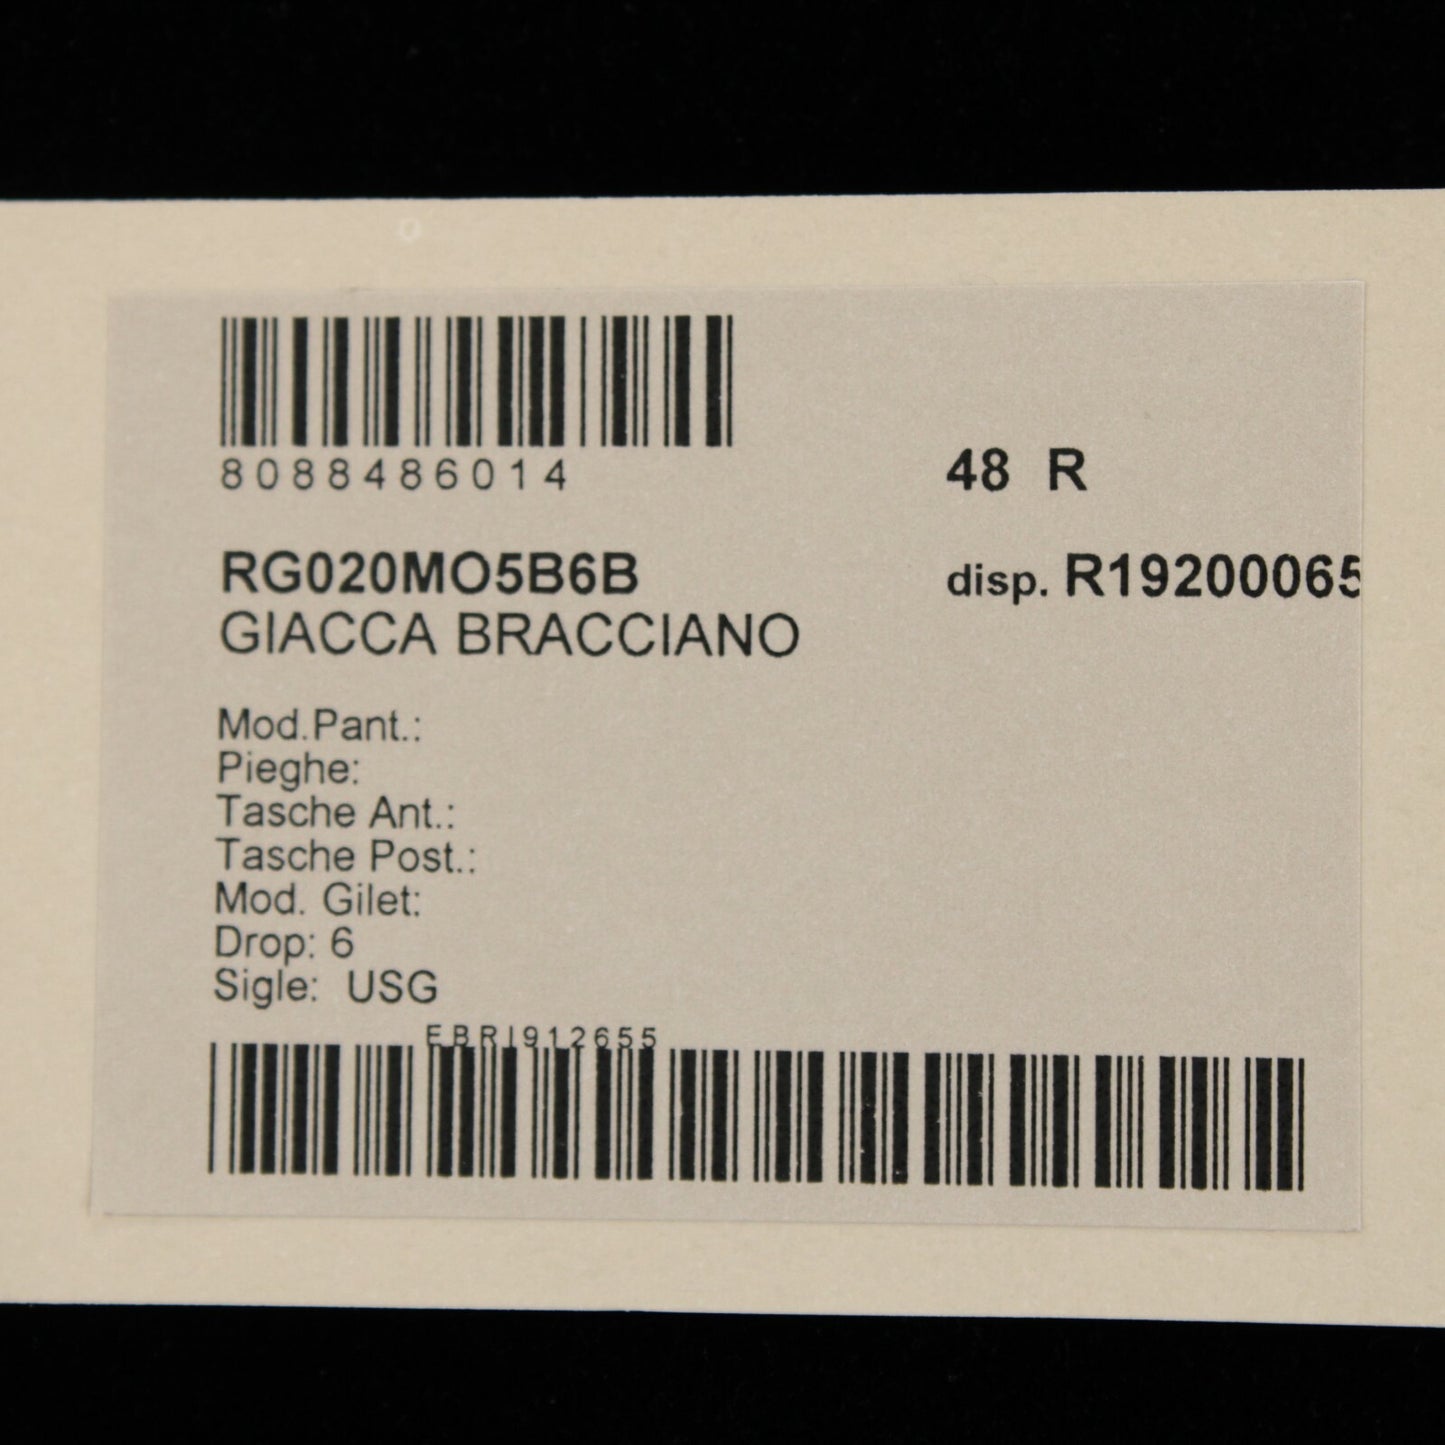 8088486014
48 R
RG020MO5B6B
disp. R19200065
GIACCA BRACCIANO
Mod.Pant.:
Pieghe:
Tasche Ant.:
Tasche Post.:
Mod. Gilet:
Drop: 6
Sigle: USG
EBRI912655